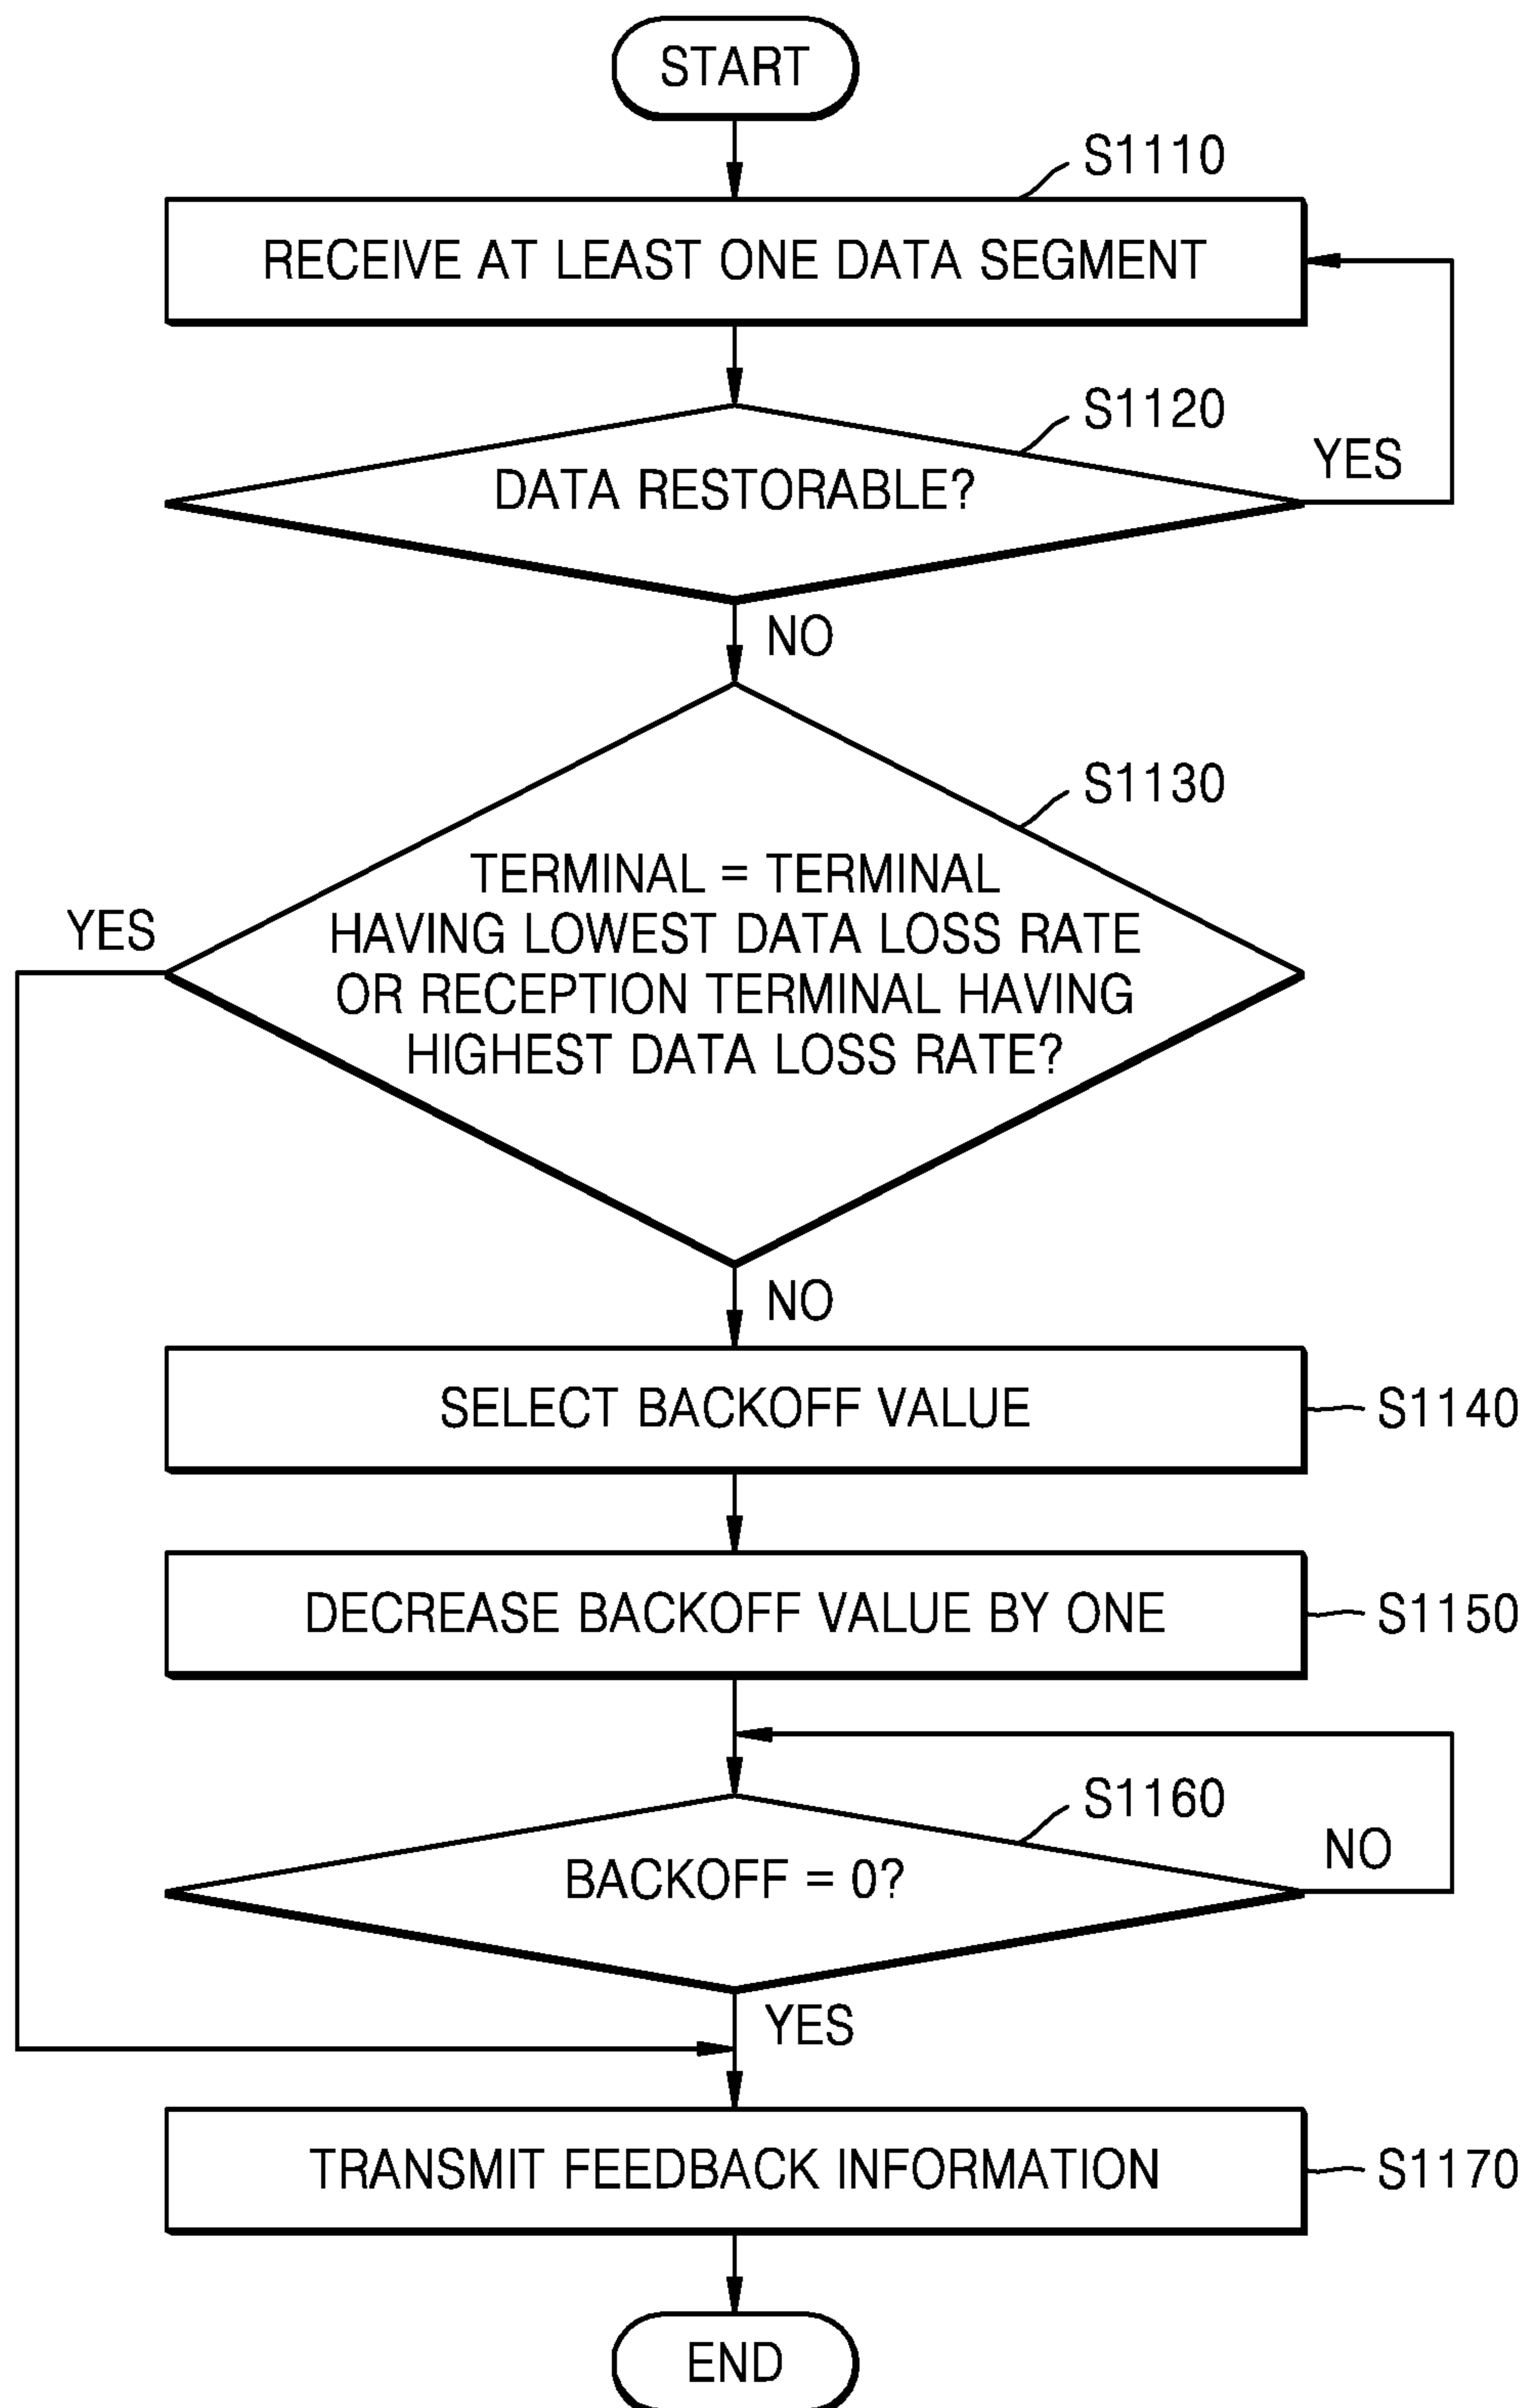 START
S1110
RECEIVE AT LEAST ONE DATA SEGMENT
S1120
DATA RESTORABLE?
YES
NO
S1130
TERMINAL = TERMINAL
HAVING LOWEST DATA LOSS RATE
OR RECEPTION TERMINAL HAVING
HIGHEST DATA LOSS RATE?
YES
NO
SELECT BACKOFF VALUE
S1140
DECREASE BACKOFF VALUE BY ONE
S1150
S1160
BACKOFF = 0?
NO
YES
TRANSMIT FEEDBACK INFORMATION
S1170
END